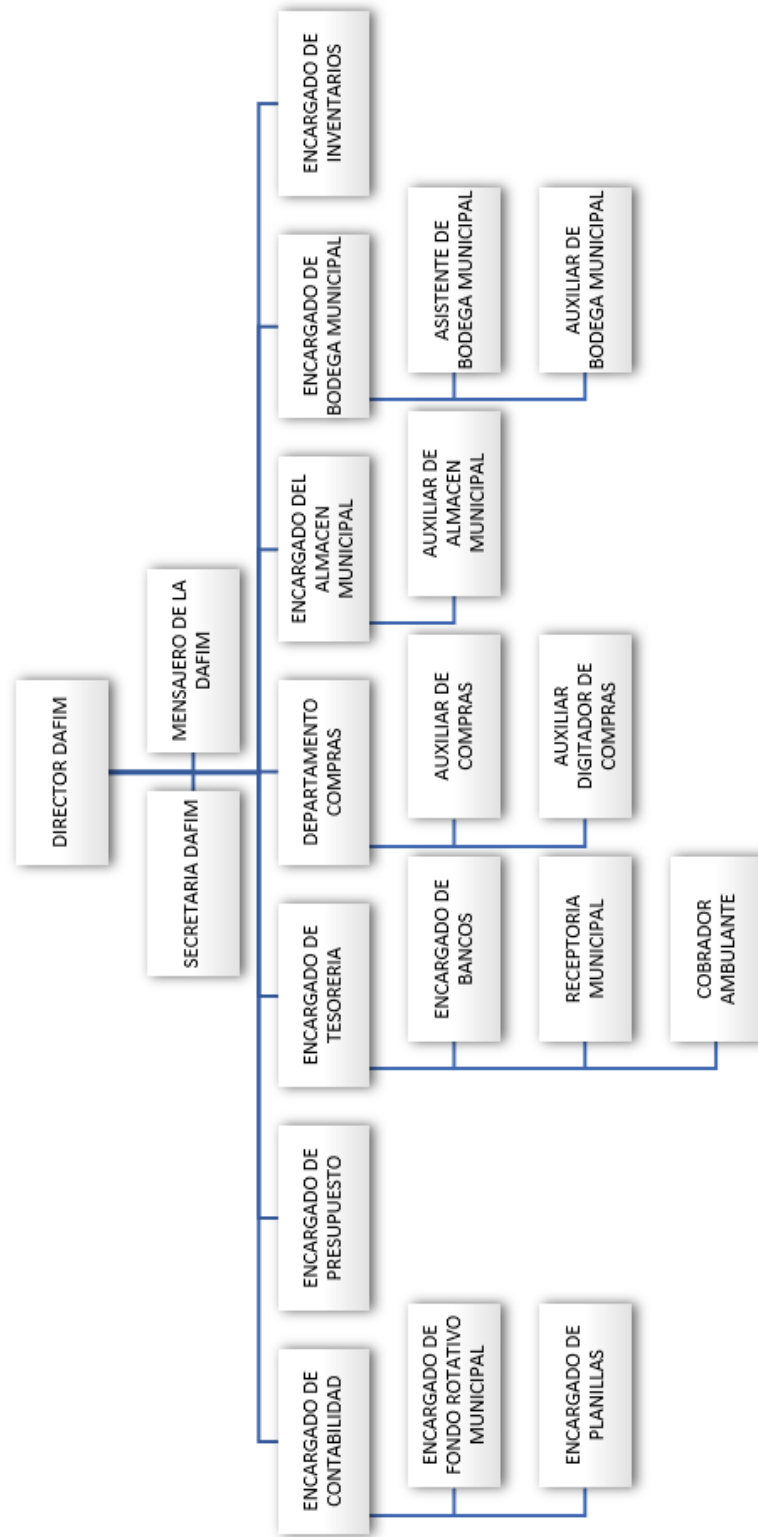 DIRECTOR DAFIM
SECRETARIA DAFIM
MENSAJERO DE LA
DAFIM
ENCARGADO DE
CONTABILIDAD
ENCARGADO DE
FONDO ROTATIVO
MUNICIPAL
ENCARGADO DE
PLANILLAS
ENCARGADO DE
PRESUPUESTO
ENCARGADO DE
TESORERIA
ENCARGADO DE
BANCOS
RECEPTORIA
MUNICIPAL
COBRADOR
AMBULANTE
DEPARTAMENTO
COMPRAS
AUXILIAR DE
COMPRAS
AUXILIAR
DIGITADOR DE
COMPRAS
ENCARGADO DEL
ALMACEN
MUNICIPAL
AUXILIAR DE
ALMACEN
MUNICIPAL
ENCARGADO DE
BODEGA MUNICIPAL
ASISTENTE DE
BODEGA MUNICIPAL
AUXILIAR DE
BODEGA MUNICIPAL
ENCARGADO DE
INVENTARIOS